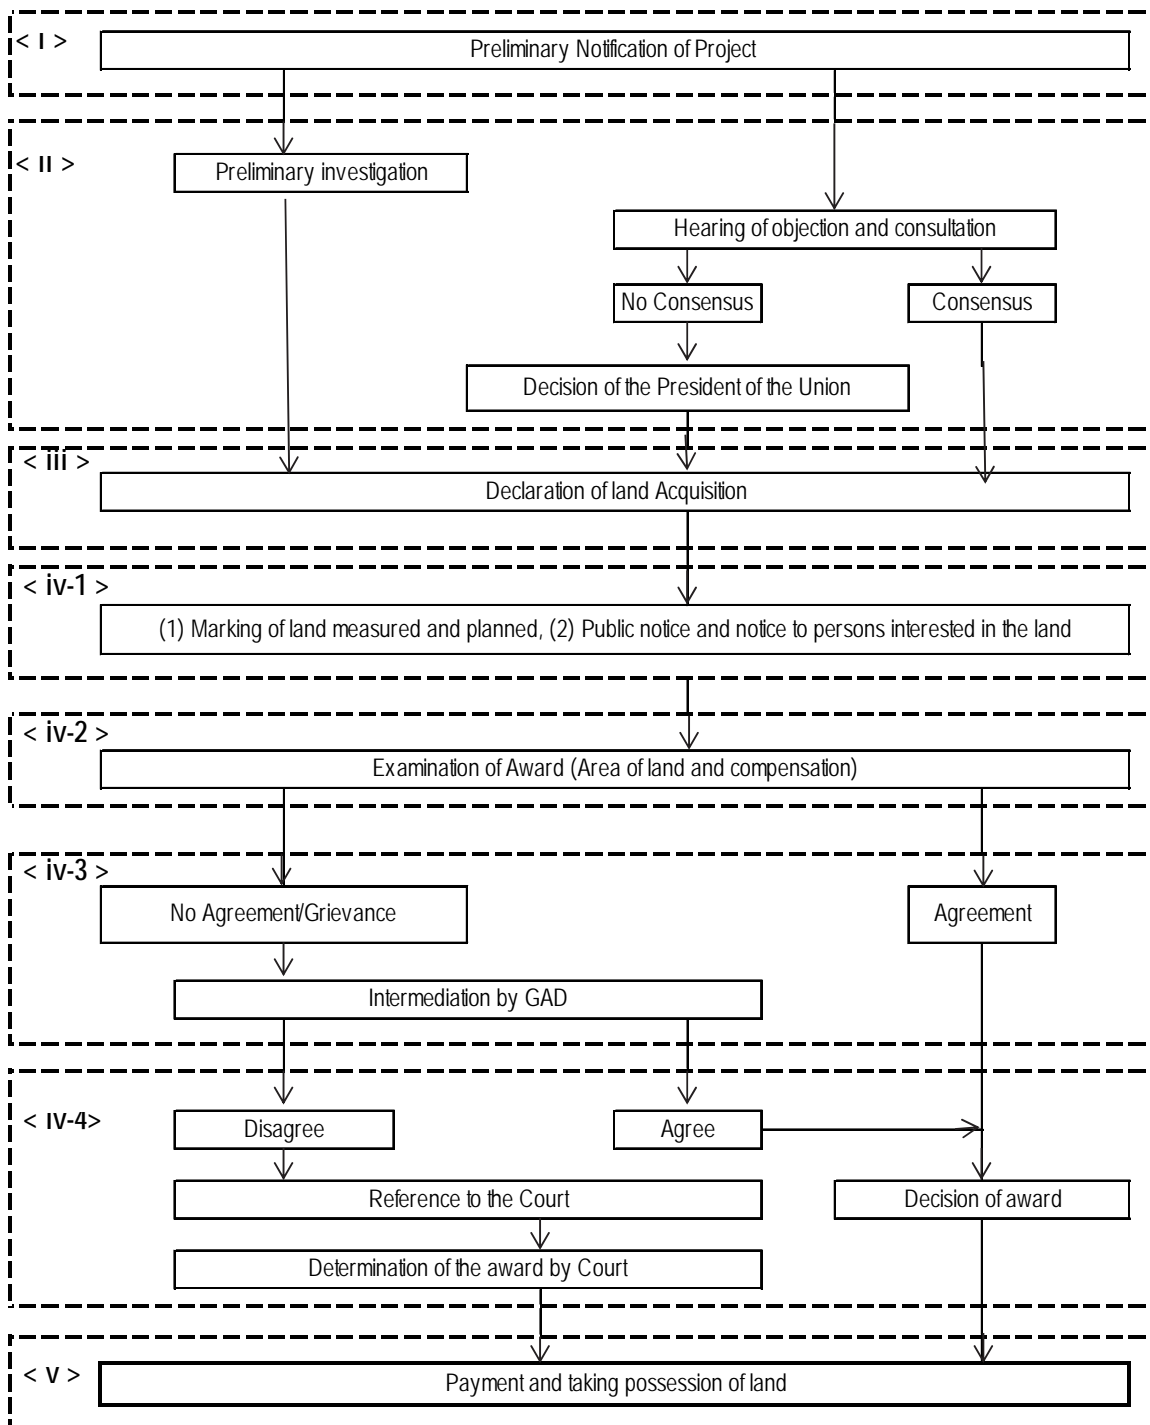 < i >
Preliminary Notification of Project
< ii >
Preliminary investigation
Hearing of objection and consultation
No Consensus
Consensus
Decision of the President of the Union
< iii >
Declaration of land Acquisition
< iv-1 >
(1) Marking of land measured and planned, (2) Public notice and notice to persons interested in the land
< iv-2 >
Examination of Award (Area of land and compensation)
< iv-3 >
No Agreement/Grievance
Agreement
Intermediation by GAD
< iv-4>
Disagree
Agree
Reference to the Court
Decision of award
Determination of the award by Court
< v >
Payment and taking possession of land